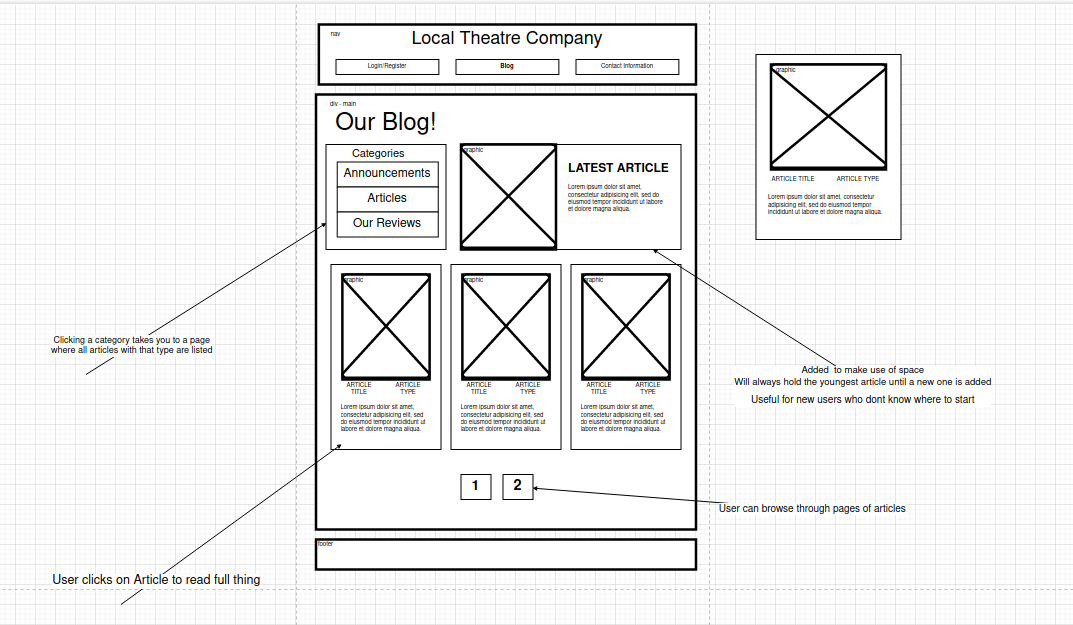 nav
Local Theatre Company
Login/Register
Blog
Contact Information
div - main
Our Blog!
Categories
Announcements
Articles
Our Reviews
graphic
LATEST ARTICLE
Lorem ipsum dolor sit amet,
consectetur adipisicing elit, sed do
eiusmod tempor incididunt ut labore
et dolore magna aliqua.
graphic
ARTICLE
TITLE
ARTICLE
TYPE
Lorem ipsum dolor sit amet,
consectetur adipisicing elit, sed
do eiusmod tempor incididunt ut
labore et dolore magna aliqua.
graphic
ARTICLE
TITLE
ARTICLE
TYPE
Lorem ipsum dolor sit amet,
consectetur adipisicing elit, sed
do eiusmod tempor incididunt ut
labore et dolore magna aliqua.
graphic
ARTICLE
TITLE
ARTICLE
TYPE
Lorem ipsum dolor sit amet,
consectetur adipisicing elit, sed
do eiusmod tempor incididunt ut
labore et dolore magna aliqua.
1
2
footer
graphic
ARTICLE TITLE
ARTICLE TYPE
Lorem ipsum dolor sit amet, consectetur
adipisicing elit, sed do eiusmod tempor
incididunt ut labore et dolore magna aliqua.
Clicking a category takes you to a page
where all articles with that type are listed
Added to make use of space
Will always hold the youngest article until a new one is added
Useful for new users who dont know where to start
User can browse through pages of articles
User clicks on Article to read full thing